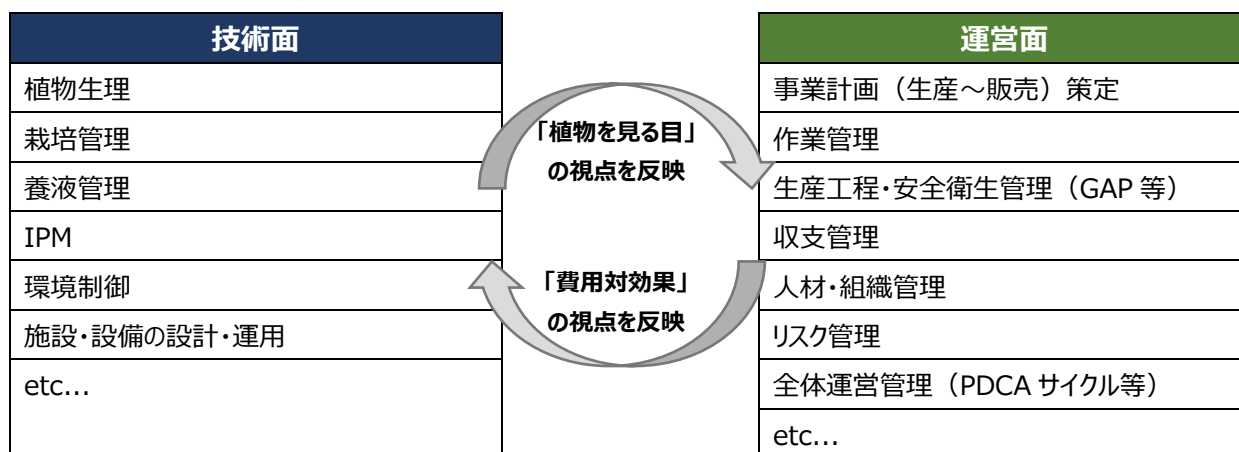 技術面
植物生理
栽培管理
養液管理
IPM
環境制御
施設・設備の設計・運用
etc...
「植物を見る目」
の視点を反映
「費用対効果」
の視点を反映
運営面
事業計画（生産～販売）策定
作業管理
生産工程・安全衛生管理（GAP 等）
収支管理
人材・組織管理
リスク管理
全体運営管理（PDCA サイクル等）
etc...